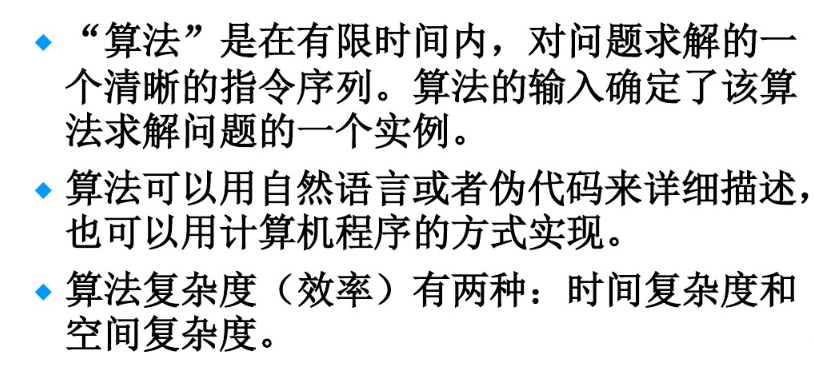 “算法”是在有限时间内，对问题求解的一
个清晰的指令序列。算法的输入确定了该算
法求解问题的一个实例。
算法可以用自然语言或者伪代码来详细描述，
也可以用计算机程序的方式实现。
算法复杂度（效率）有两种：时间复杂度和
空间复杂度。